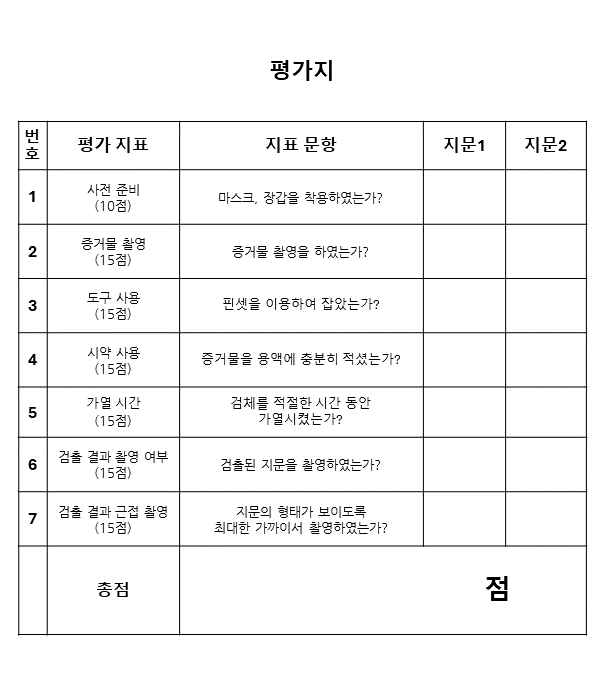 평가지
번호 평가 지표 지표 문항 지문1 지문2
1 사전 준비 (10점) 마스크, 장갑을 착용하였는가?
2 증거물 촬영 (15점) 증거물 촬영을 하였는가?
3 도구 사용 (15점) 핀셋을 이용하여 잡았는가?
4 시약 사용 (15점) 증거물을 용액에 충분히 적셨는가?
5 가열 시간 (15점) 검체를 적절한 시간 동안 가열시켰는가?
6 검출 결과 촬영 여부 (15점) 검출된 지문을 촬영하였는가?
7 검출 결과 근접 촬영 (15점) 지문의 형태가 보이도록 최대한 가까이서 촬영하였는가?
총점 점